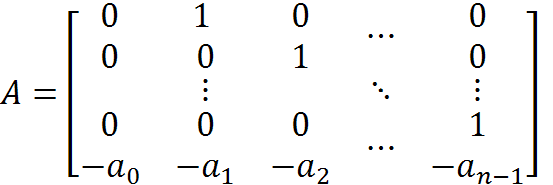 A =
0 1 0 … 0
0 0 1 0
⋮ ⋱ ⋮
0 0 0 1
−a₀ −a₁ −a₂ … −aₙ₋₁